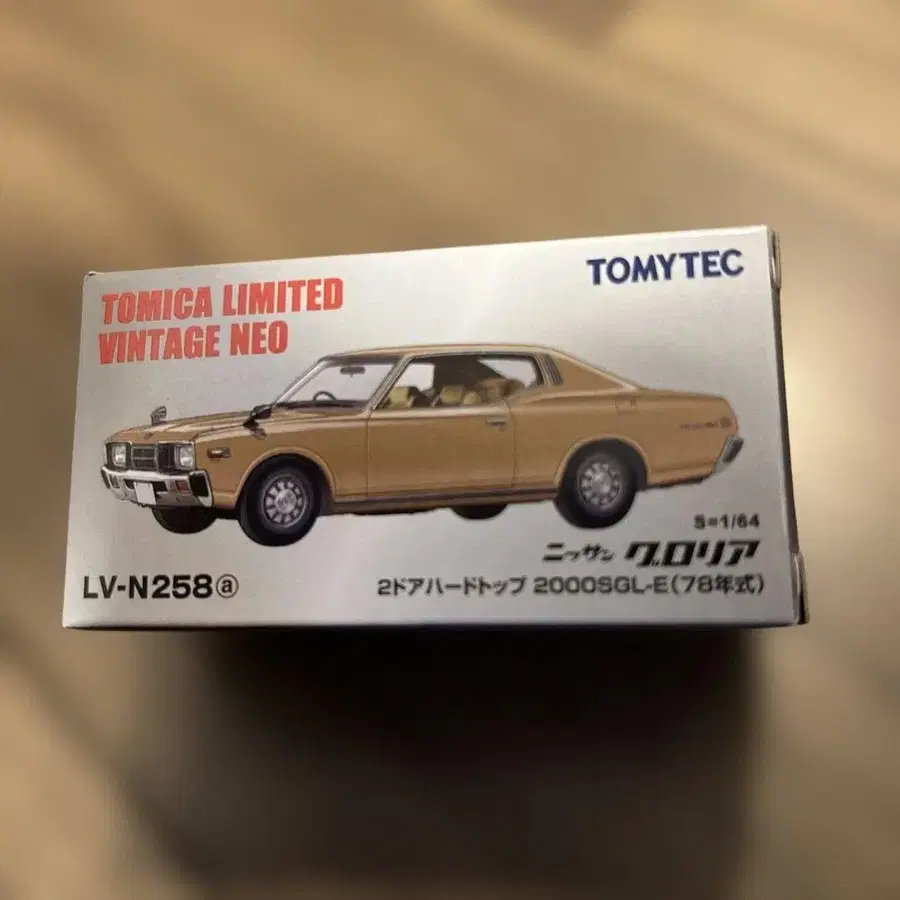 TOMYTEC
TOMICA LIMITED
VINTAGE NEO
S=1/64
ニッサン グロリア
LV-N258ⓐ
2ドアハードトップ 2000SGL-E(78年式)